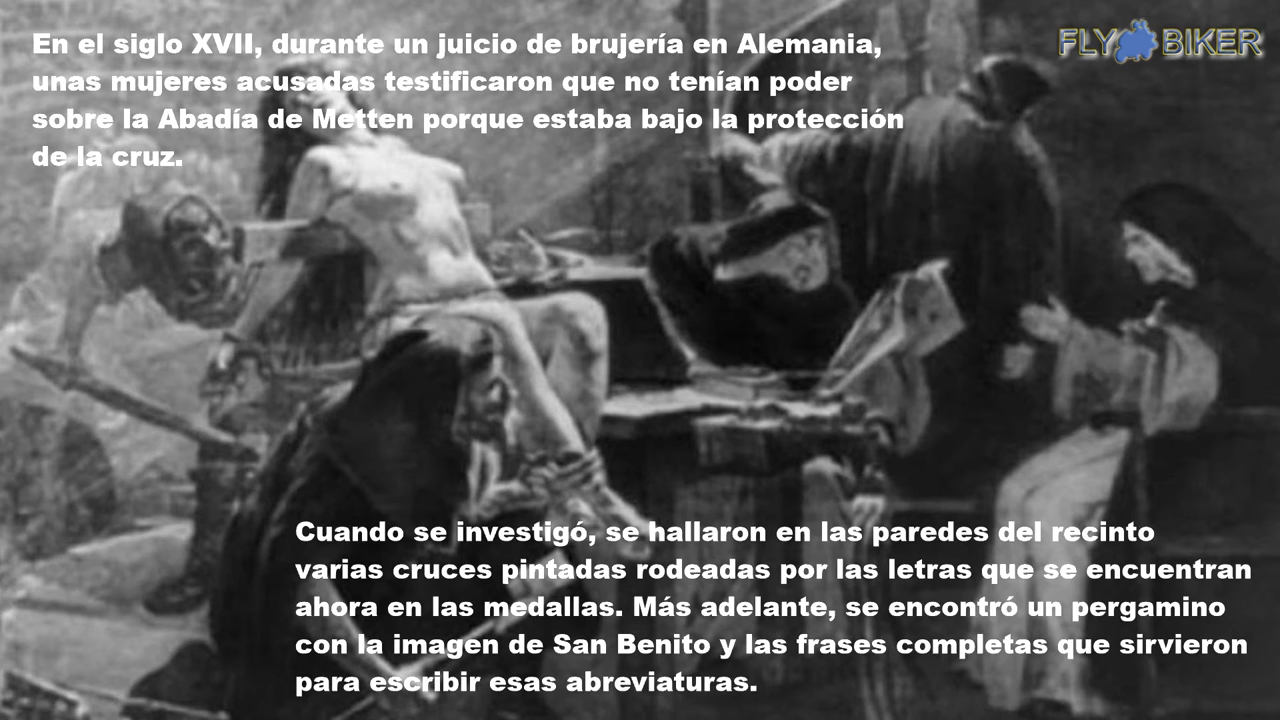 En el siglo XVII, durante un juicio de brujería en Alemania,
unas mujeres acusadas testificaron que no tenían poder
sobre la Abadía de Metten porque estaba bajo la protección
de la cruz.
FLY BIKER
Cuando se investigó, se hallaron en las paredes del recinto
varias cruces pintadas rodeadas por las letras que se encuentran
ahora en las medallas. Más adelante, se encontró un pergamino
con la imagen de San Benito y las frases completas que sirvieron
para escribir esas abreviaturas.